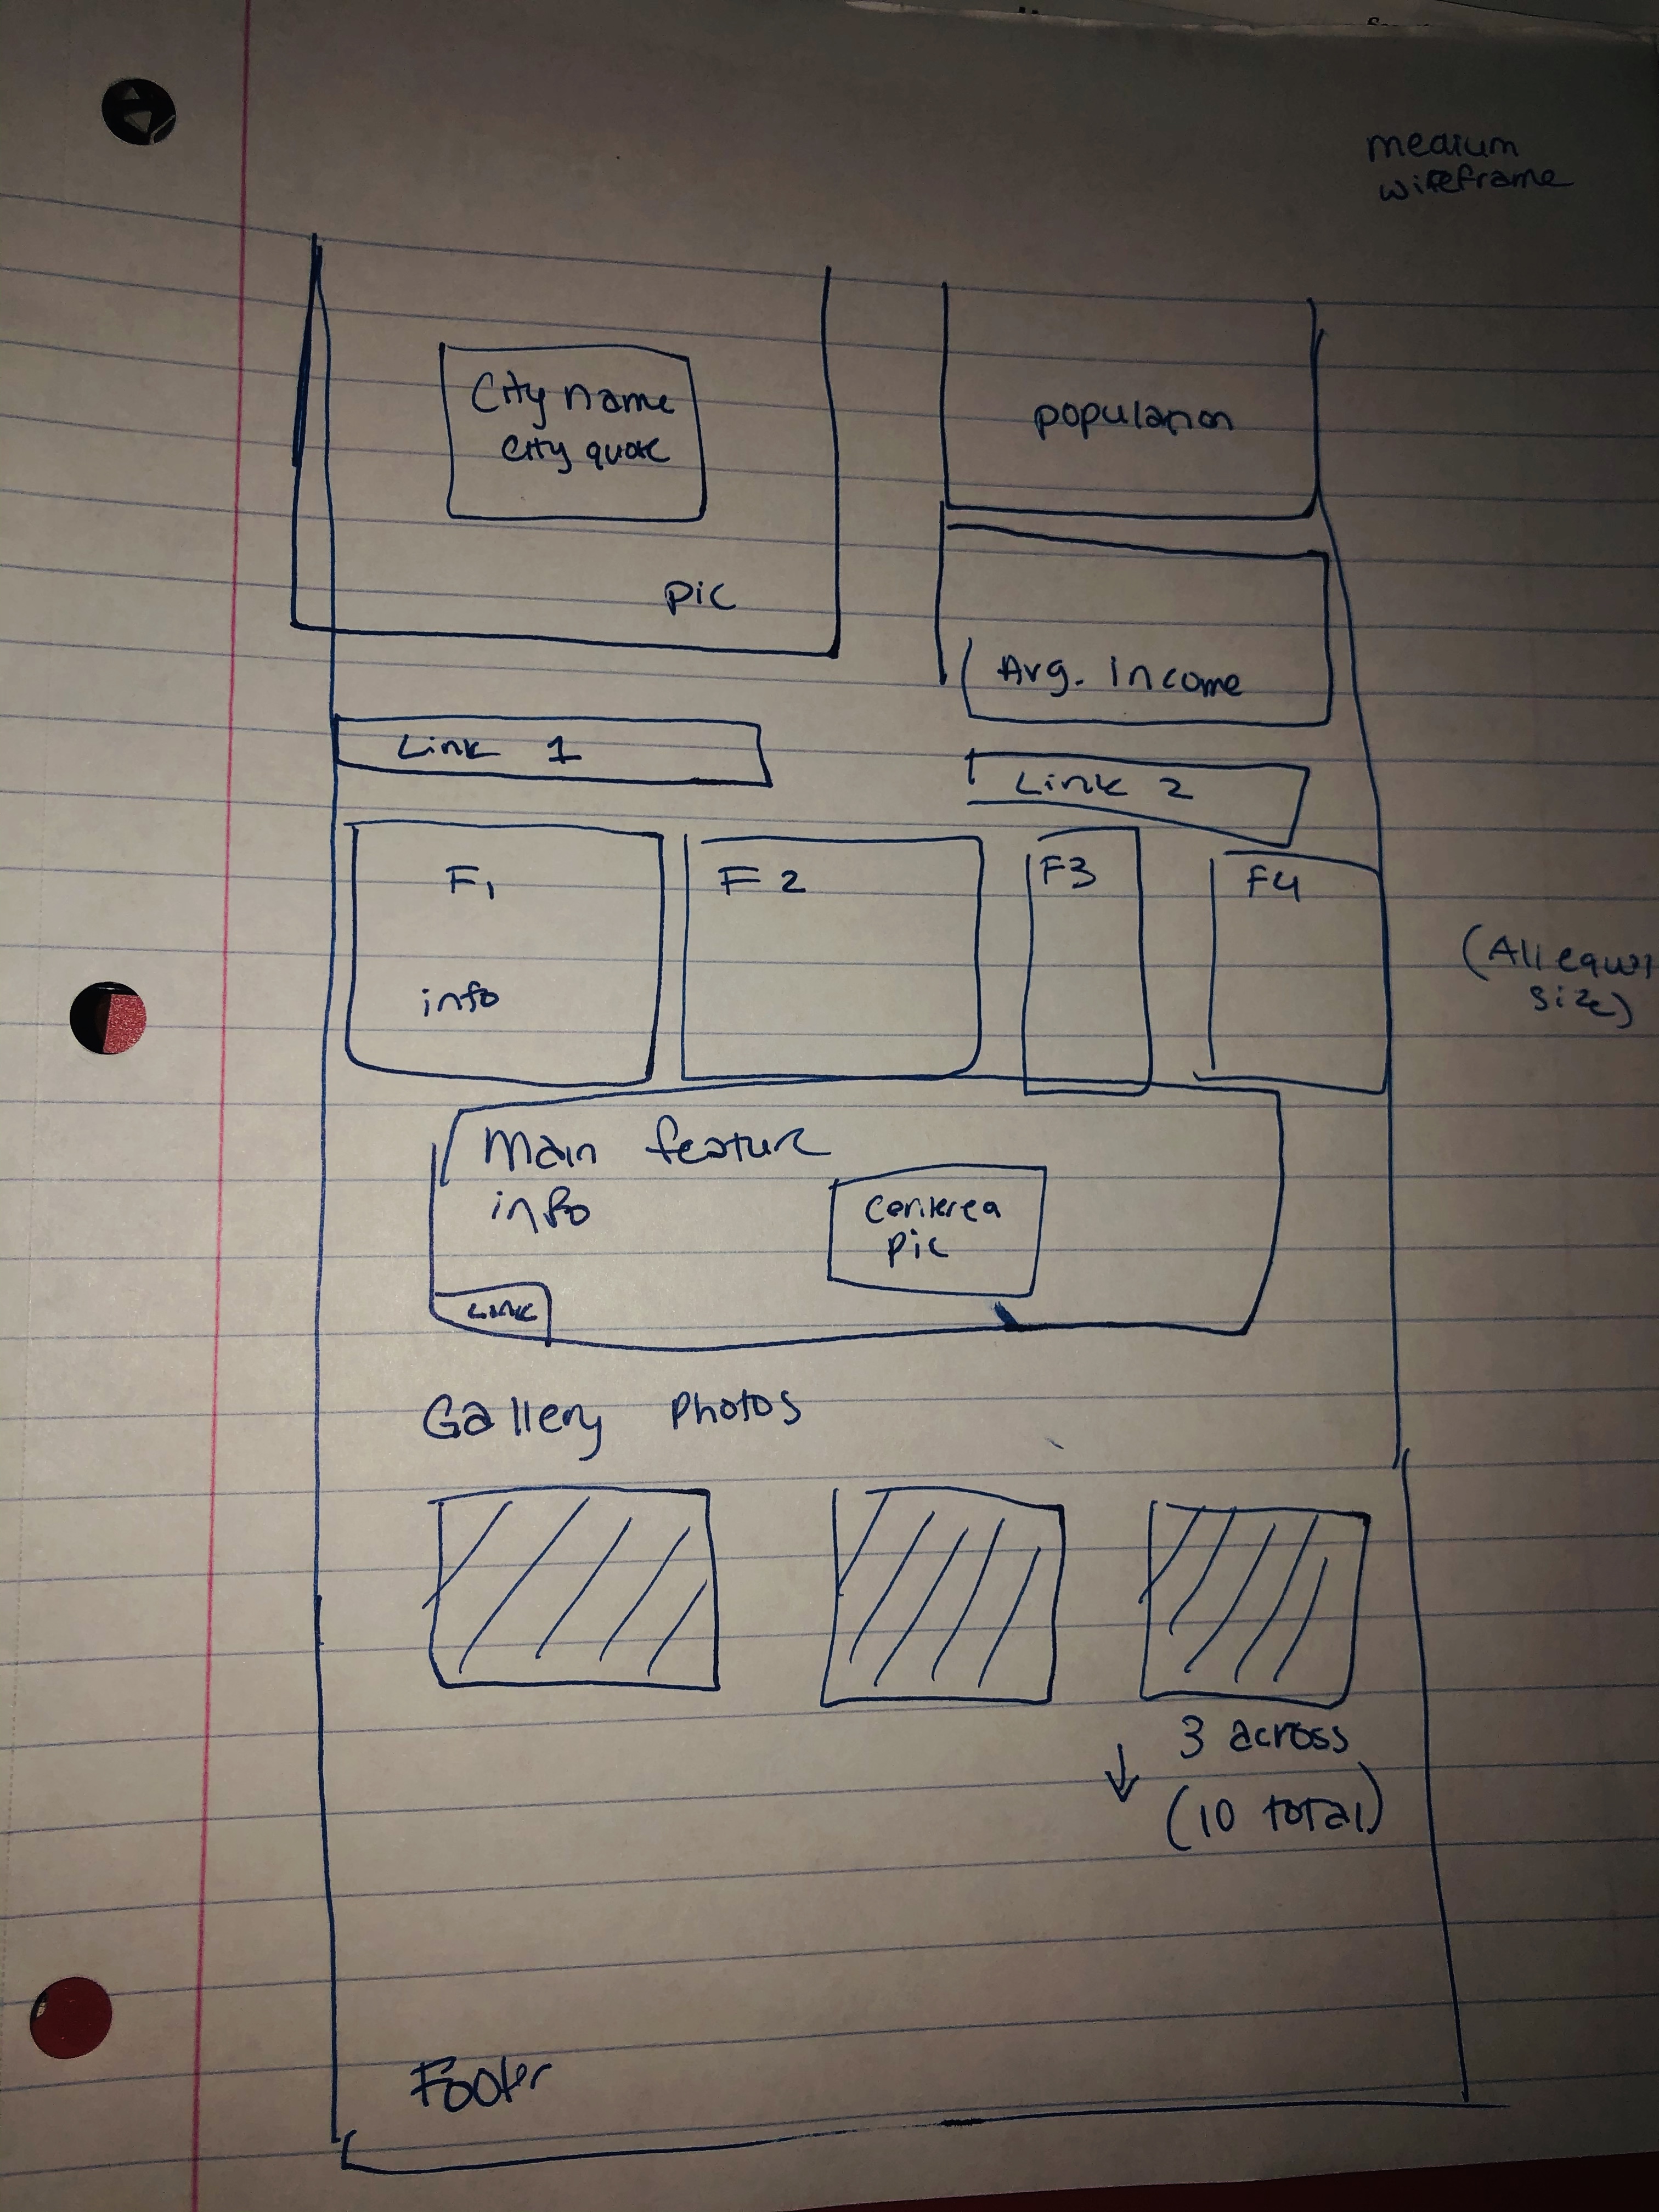 medium
wireframe
City name
city quote
pic
population
Avg. Income
Link 1
Link 2
F1
info
F2
F3
F4
(All equal
size)
Main feature
info
Centered
pic
Link
Gallery Photos
3 across
↓ (10 total)
Footer